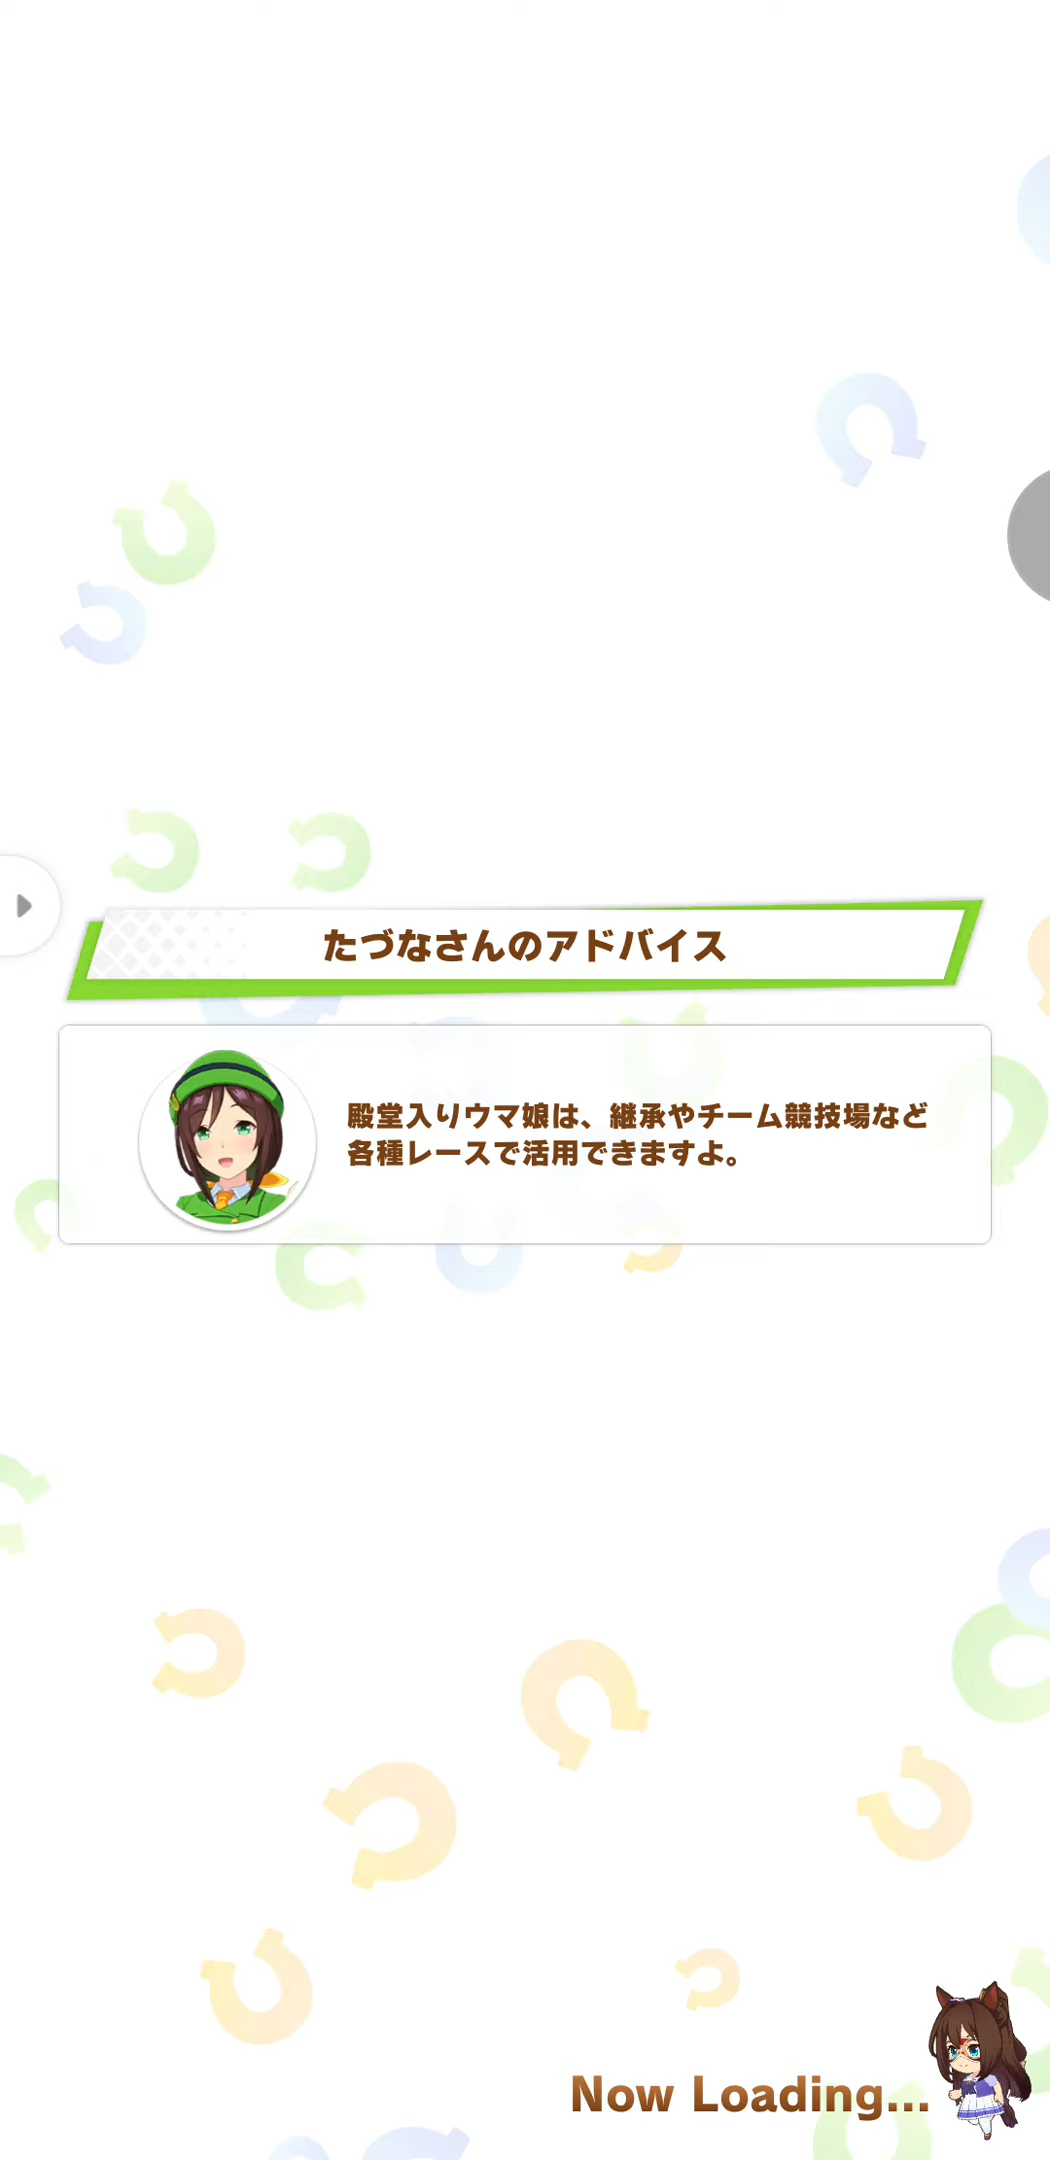 たづなさんのアドバイス
殿堂入りウマ娘は、継承やチーム競技場など
各種レースで活用できますよ。
Now Loading...